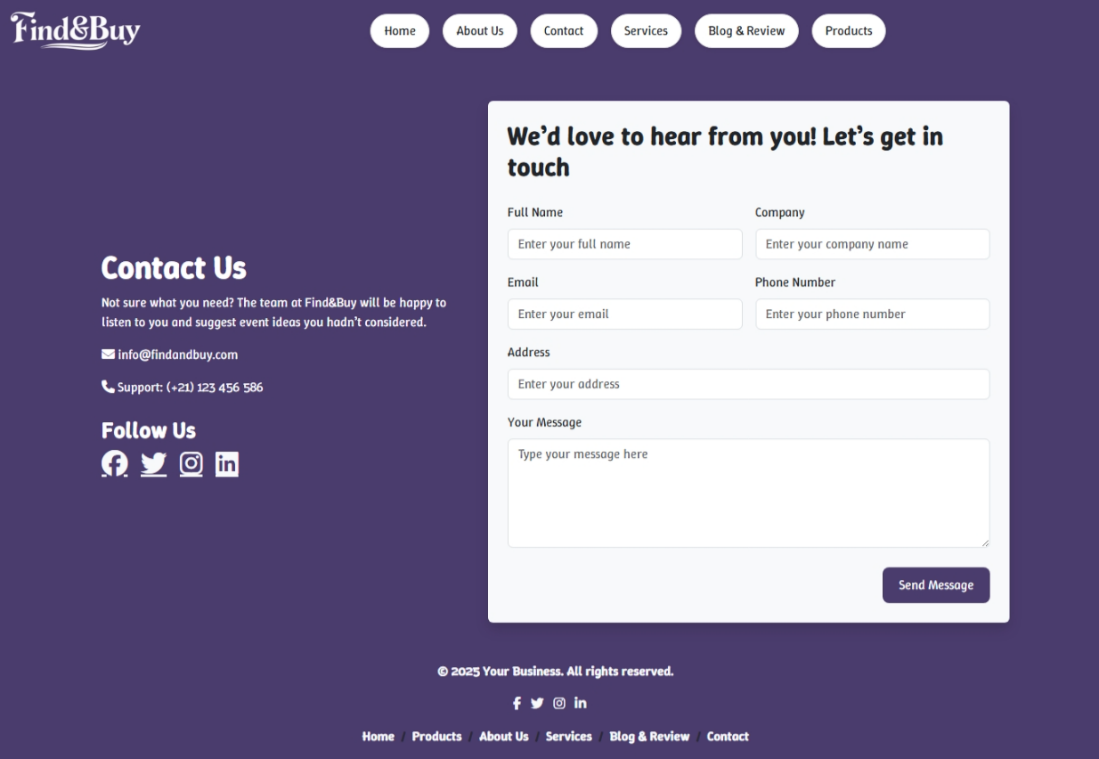 Find&Buy
Home About Us Contact Services Blog & Review Products
Contact Us
Not sure what you need? The team at Find&Buy will be happy to
listen to you and suggest event ideas you hadn't considered.
info@findandbuy.com
Support: (+21) 123 456 586
Follow Us
We'd love to hear from you! Let's get in
touch
Full Name Company
Enter your full name Enter your company name
Email Phone Number
Enter your email Enter your phone number
Address
Enter your address
Your Message
Type your message here
Send Message
© 2025 Your Business. All rights reserved.
Home / Products / About Us / Services / Blog & Review / Contact